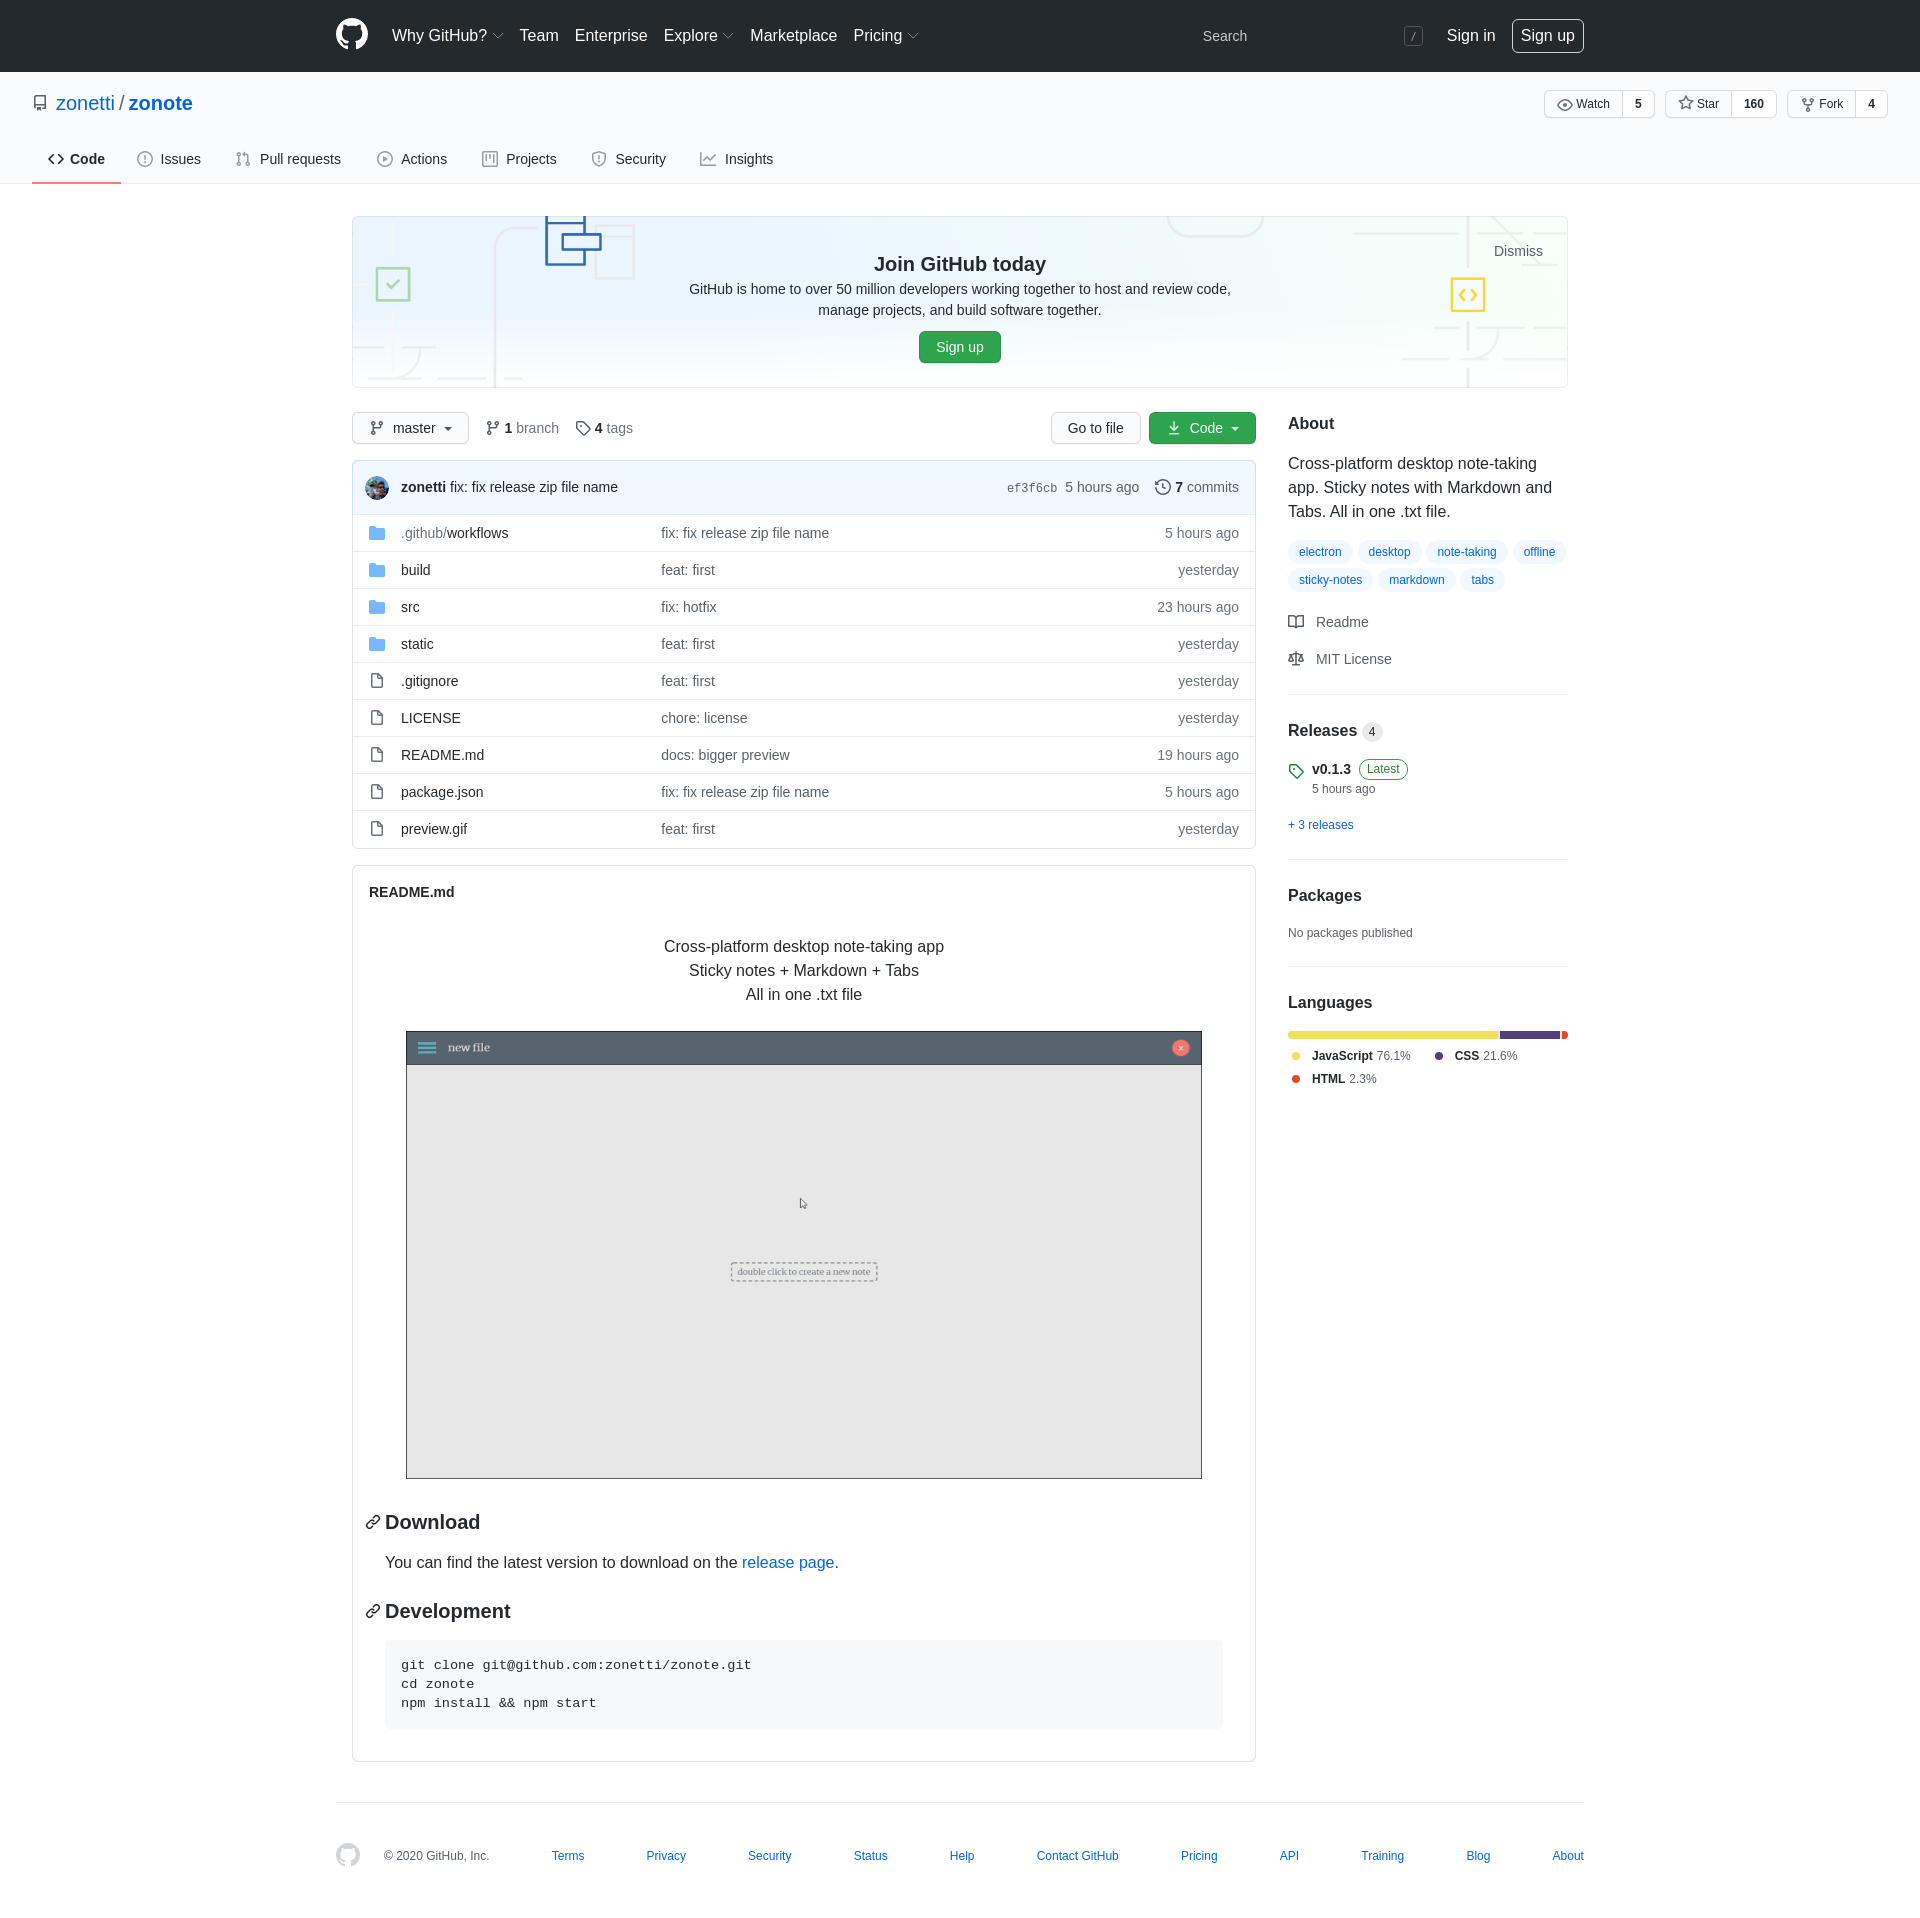 Why GitHub? Team Enterprise Explore Marketplace Pricing Search / Sign in Sign up
zonetti / zonote Watch 5 Star 160 Fork 4
Code Issues Pull requests Actions Projects Security Insights
Dismiss
Join GitHub today
GitHub is home to over 50 million developers working together to host and review code,
manage projects, and build software together.
Sign up
master 1 branch 4 tags Go to file Code
zonetti fix: fix release zip file name ef3f6cb 5 hours ago 7 commits
.github/workflows fix: fix release zip file name 5 hours ago
build feat: first yesterday
src fix: hotfix 23 hours ago
static feat: first yesterday
.gitignore feat: first yesterday
LICENSE chore: license yesterday
README.md docs: bigger preview 19 hours ago
package.json fix: fix release zip file name 5 hours ago
preview.gif feat: first yesterday
README.md
Cross-platform desktop note-taking app
Sticky notes + Markdown + Tabs
All in one .txt file
new file
double click to create a new note
Download
You can find the latest version to download on the release page.
Development
git clone git@github.com:zonetti/zonote.git
cd zonote
npm install && npm start
About
Cross-platform desktop note-taking
app. Sticky notes with Markdown and
Tabs. All in one .txt file.
electron desktop note-taking offline
sticky-notes markdown tabs
Readme
MIT License
Releases 4
v0.1.3 Latest
5 hours ago
+ 3 releases
Packages
No packages published
Languages
JavaScript 76.1% CSS 21.6%
HTML 2.3%
© 2020 GitHub, Inc. Terms Privacy Security Status Help Contact GitHub Pricing API Training Blog About